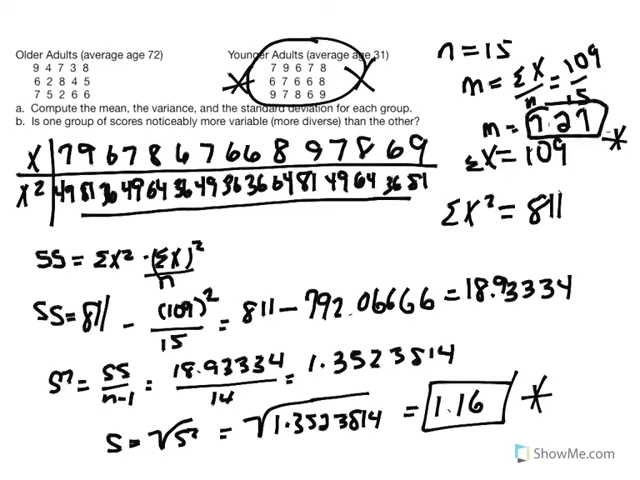 Older Adults (average age 72)
9 4 7 3 8
6 2 8 4 5
7 5 2 6 6
Younger Adults (average age 31)
7 9 6 7 8
6 7 6 6 8
9 7 8 6 9
a. Compute the mean, the variance, and the standard deviation for each group.
b. Is one group of scores noticeably more variable (more diverse) than the other?
n = 15
m = Σx/n = 109/15
m = 7.27
Σx = 109
Σx² = 811
X 7 9 6 7 8 6 7 6 6 8 9 7 8 6 9
X² 49 81 36 49 64 36 49 36 36 64 81 49 64 36 81
SS = Σx² - (Σx)²/n
SS = 811 - (109)²/15 = 811 - 792.06666 = 18.93334
S² = SS/n-1 = 18.93334/14 = 1.3523814
S = √S² = √1.3523814 = 1.16
ShowMe.com